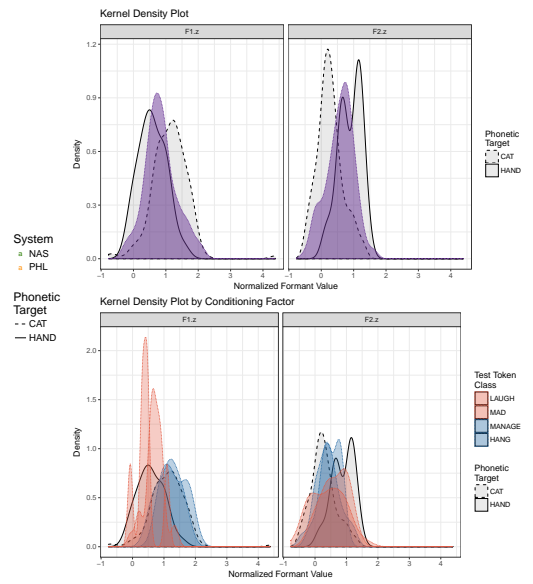 Kernel Density Plot
F1.z
F2.z
1.2
0.9
0.6
0.3
0.0
Density
−1 0 1 2 3 4
−1 0 1 2 3 4
Normalized Formant Value
Phonetic
Target
CAT
HAND
System
a NAS
a PHL
Phonetic
Target
CAT
HAND
Kernel Density Plot by Conditioning Factor
F1.z
F2.z
2.0
1.5
1.0
0.5
0.0
Density
−1 0 1 2 3 4
−1 0 1 2 3 4
Normalized Formant Value
Test Token
Class
LAUGH
MAD
MANAGE
HANG
Phonetic
Target
CAT
HAND